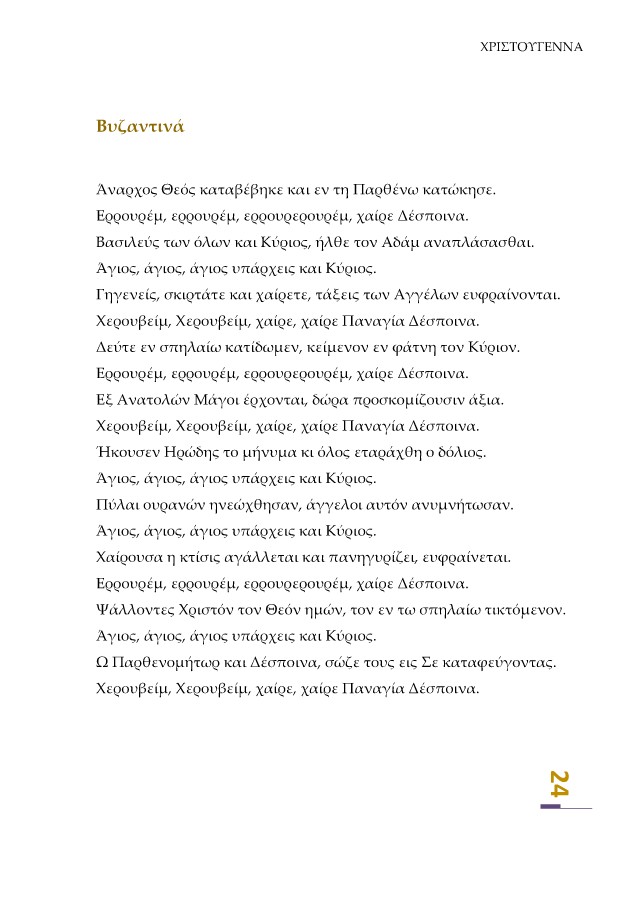 ΧΡΙΣΤΟΥΓΕΝΝΑ
Βυζαντινά
Άναρχος Θεός καταβέβηκε και εν τη Παρθένω κατώκησε.
Ερρουρέμ, ερρουρέμ, ερρουρερουρέμ, χαίρε Δέσποινα.
Βασιλεύς των όλων και Κύριος, ήλθε τον Αδάμ αναπλάσασθαι.
Άγιος, άγιος, άγιος υπάρχεις και Κύριος.
Γηγενείς, σκιρτάτε και χαίρετε, τάξεις των Αγγέλων ευφραίνονται.
Χερουβείμ, Χερουβείμ, χαίρε, χαίρε Παναγία Δέσποινα.
Δεύτε εν σπηλαίω κατίδωμεν, κείμενον εν φάτνη τον Κύριον.
Ερρουρέμ, ερρουρέμ, ερρουρερουρέμ, χαίρε Δέσποινα.
Εξ Ανατολών Μάγοι έρχονται, δώρα προσκομίζουσιν άξια.
Χερουβείμ, Χερουβείμ, χαίρε, χαίρε Παναγία Δέσποινα.
Ήκουσεν Ηρώδης το μήνυμα κι όλος εταράχθη ο δόλιος.
Άγιος, άγιος, άγιος υπάρχεις και Κύριος.
Πύλαι ουρανών ηνεώχθησαν, άγγελοι αυτόν ανυμνήτωσαν.
Άγιος, άγιος, άγιος υπάρχεις και Κύριος.
Χαίρουσα η κτίσις αγάλλεται και πανηγυρίζει, ευφραίνεται.
Ερρουρέμ, ερρουρέμ, ερρουρερουρέμ, χαίρε Δέσποινα.
Ψάλλοντες Χριστόν τον Θεόν ημών, τον εν τω σπηλαίω τικτόμενον.
Άγιος, άγιος, άγιος υπάρχεις και Κύριος.
Ω Παρθενομήτωρ και Δέσποινα, σώζε τους εις Σε καταφεύγοντας.
Χερουβείμ, Χερουβείμ, χαίρε, χαίρε Παναγία Δέσποινα.
24